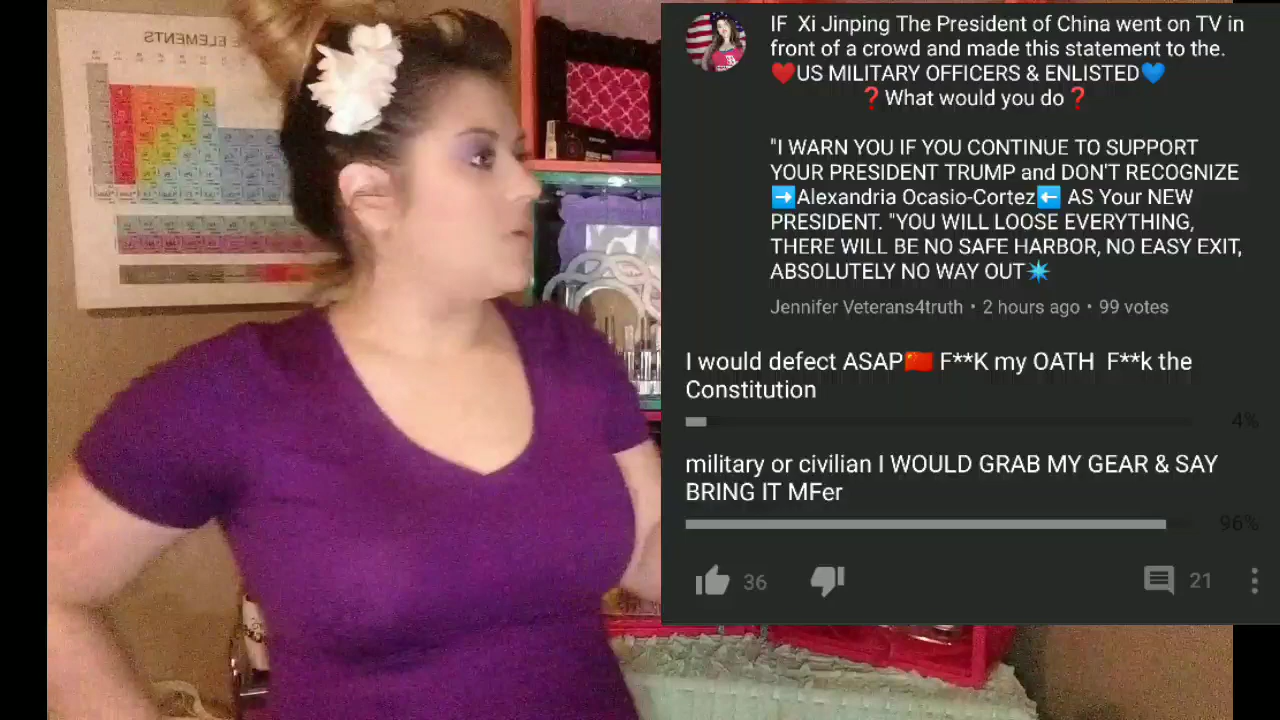 E ELEMENTS
IF Xi Jinping The President of China went on TV in
front of a crowd and made this statement to the.
❤️US MILITARY OFFICERS & ENLISTED💙
❓What would you do❓
"I WARN YOU IF YOU CONTINUE TO SUPPORT
YOUR PRESIDENT TRUMP and DON'T RECOGNIZE
➡️Alexandria Ocasio-Cortez⬅️ AS Your NEW
PRESIDENT. "YOU WILL LOOSE EVERYTHING,
THERE WILL BE NO SAFE HARBOR, NO EASY EXIT,
ABSOLUTELY NO WAY OUT✴️
Jennifer Veterans4truth • 2 hours ago • 99 votes
I would defect ASAP🇨🇳 F**K my OATH F**k the
Constitution
4%
military or civilian I WOULD GRAB MY GEAR & SAY
BRING IT MFer
96%
36 21